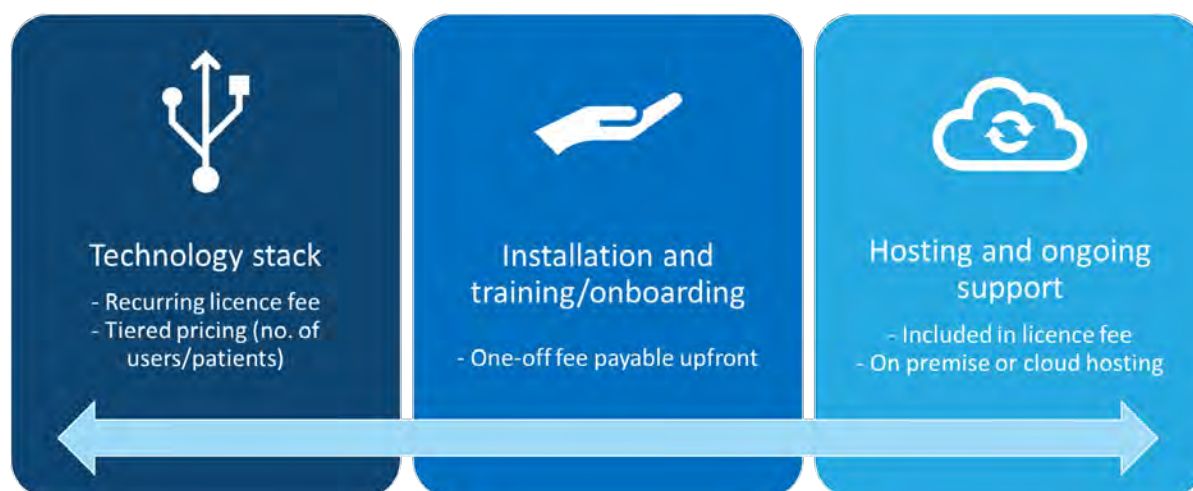 Technology stack
- Recurring licence fee
- Tiered pricing (no. of
users/patients)
Installation and
training/onboarding
- One-off fee payable upfront
Hosting and ongoing
support
- Included in licence fee
- On premise or cloud hosting